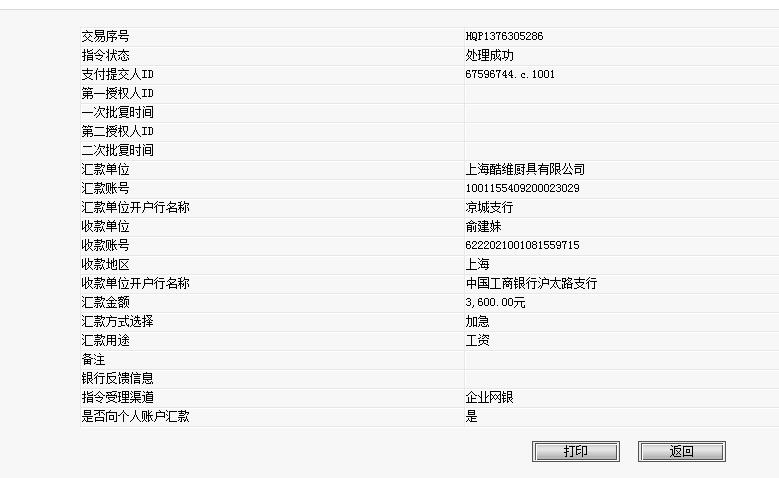 交易序号 HQP1376305286
指令状态 处理成功
支付提交人ID 67596744.c.1001
第一授权人ID
一次批复时间
第二授权人ID
二次批复时间
汇款单位 上海酷维厨具有限公司
汇款账号 1001155409200023029
汇款单位开户行名称 凉城支行
收款单位 俞建妹
收款账号 6222021001081559715
收款地区 上海
收款单位开户行名称 中国工商银行沪太路支行
汇款金额 3,600.00元
汇款方式选择 加急
汇款用途 工资
备注
银行反馈信息
指令受理渠道 企业网银
是否向个人账户汇款 是
打印 返回